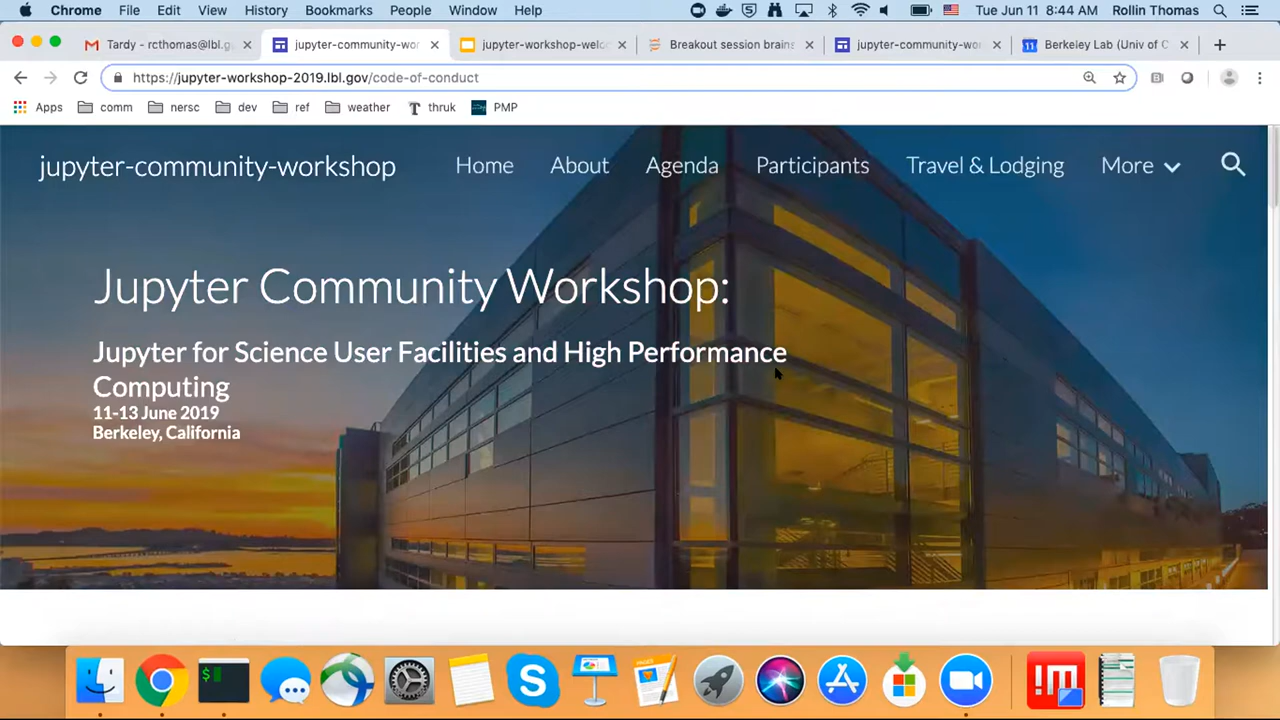 Chrome File Edit View History Bookmarks People Window Help Tue Jun 11 8:44 AM Rollin Thomas
Tardy - rcthomas@lbl.g
jupyter-community-wor
jupyter-workshop-welc
Breakout session brains
jupyter-community-wor
11 Berkeley Lab (Univ of C
https://jupyter-workshop-2019.lbl.gov/code-of-conduct
Apps comm nersc dev ref weather T thruk PMP
jupyter-community-workshop Home About Agenda Participants Travel & Lodging More
Jupyter Community Workshop:
Jupyter for Science User Facilities and High Performance
Computing
11-13 June 2019
Berkeley, California